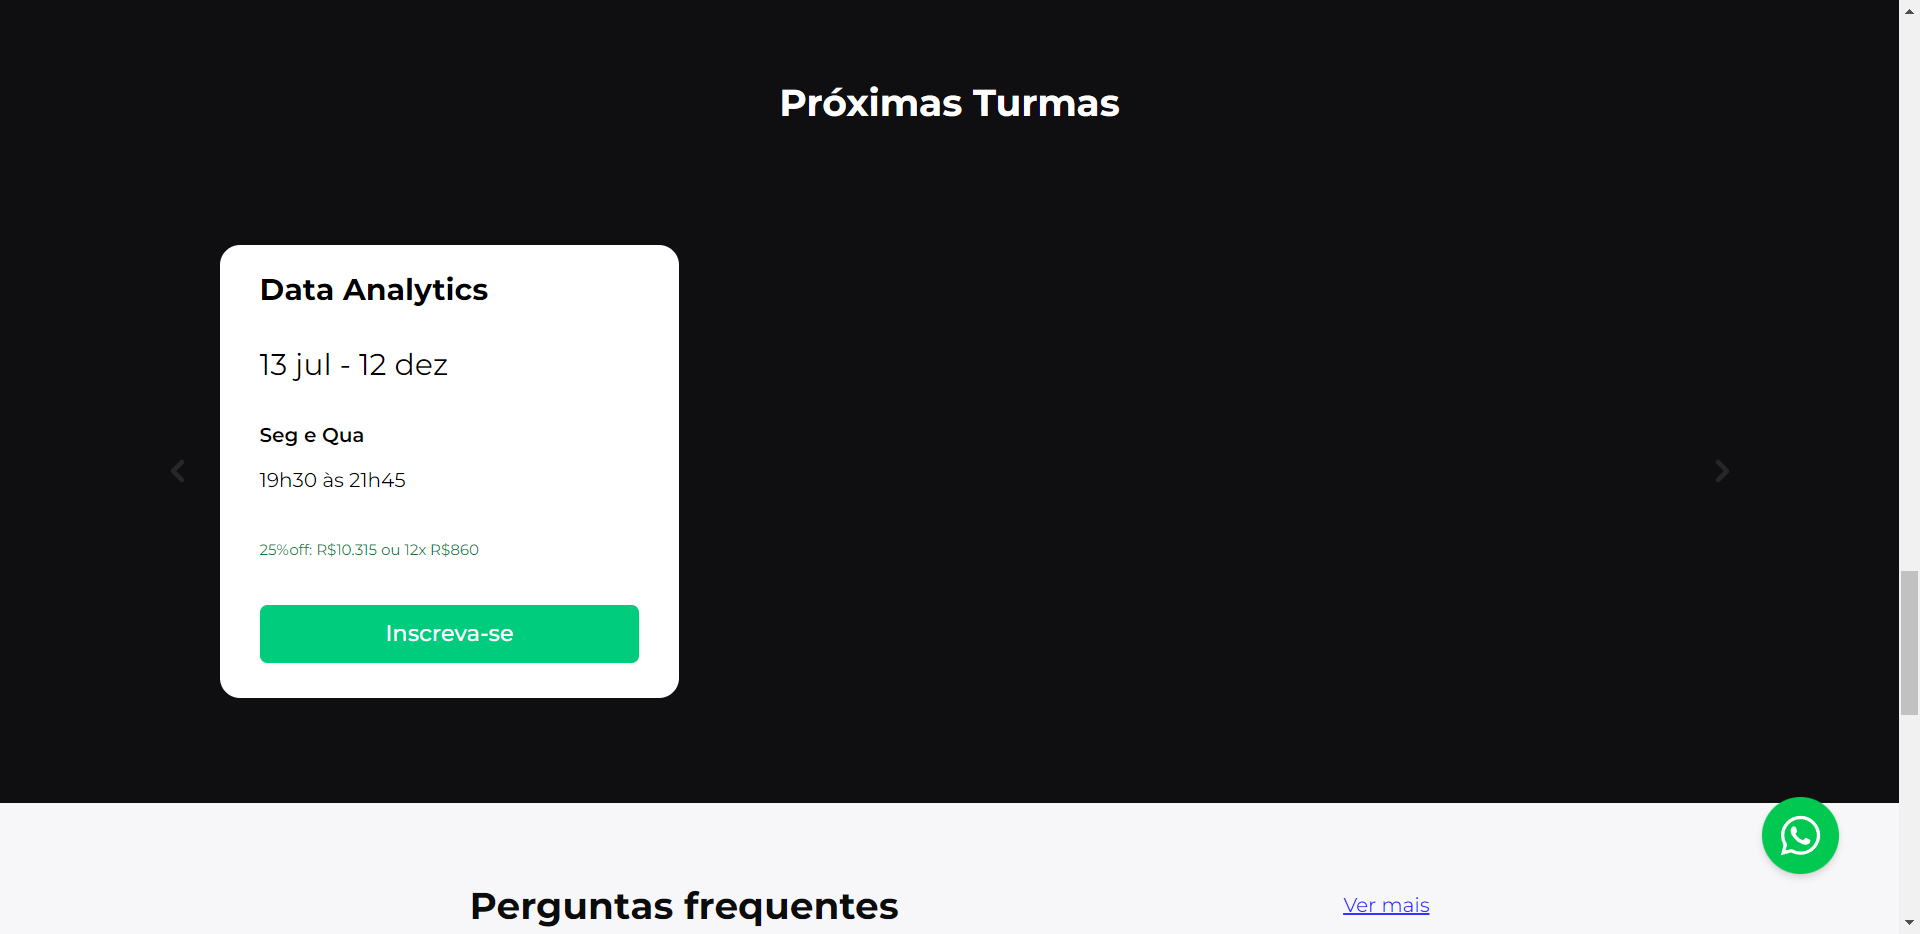 Próximas Turmas
Data Analytics
13 jul - 12 dez
Seg e Qua
19h30 às 21h45
25%off: R$10.315 ou 12x R$860
Inscreva-se
Perguntas frequentes
Ver mais